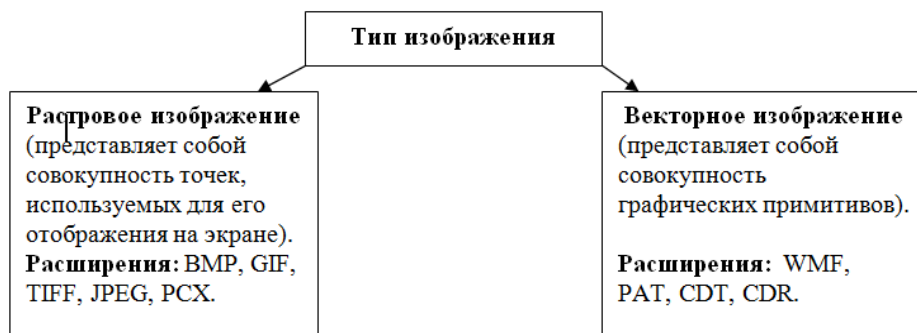 Тип изображения
Растровое изображение
(представляет собой
совокупность точек,
используемых для его
отображения на экране).
Расширения: BMP, GIF,
TIFF, JPEG, PCX.
Векторное изображение
(представляет собой
совокупность
графических примитивов).
Расширения: WMF,
PAT, CDT, CDR.